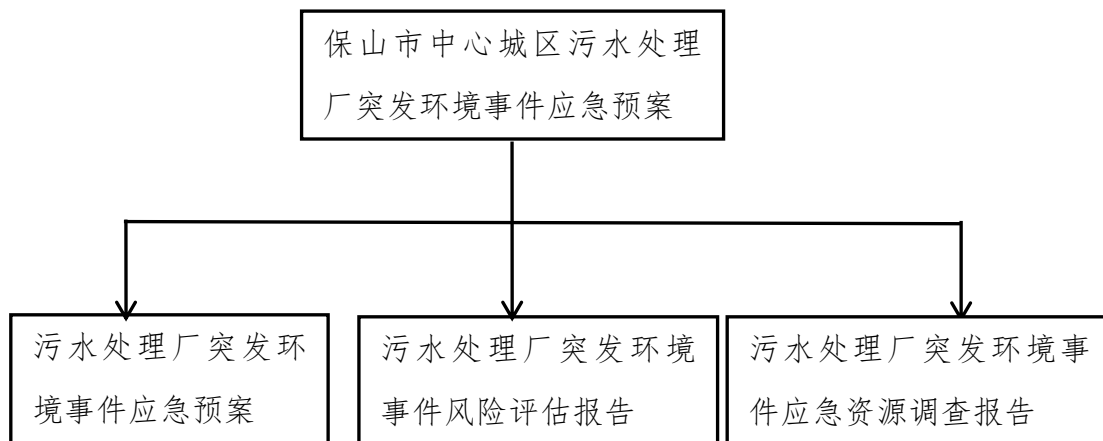 保山市中心城区污水处理
厂突发环境事件应急预案
污水处理厂突发环
境事件应急预案
污水处理厂突发环境
事件风险评估报告
污水处理厂突发环境事
件应急资源调查报告